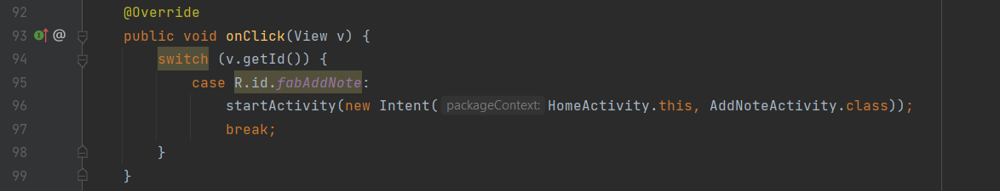 92 @Override
93 @ public void onClick(View v) {
94 switch (v.getId()) {
95 case R.id.fabAddNote:
96 startActivity(new Intent( packageContext: HomeActivity.this, AddNoteActivity.class));
97 break;
98 }
99 }